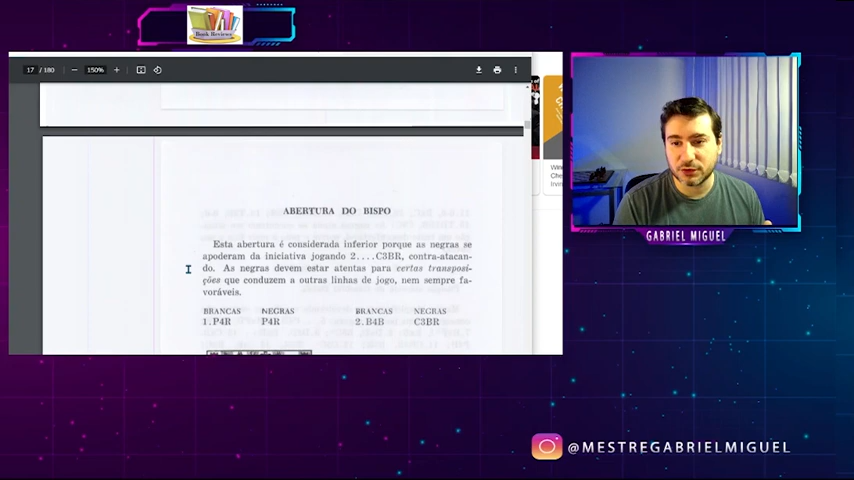 Book Reviews
17 / 180
150%
ABERTURA DO BISPO
Esta abertura é considerada inferior porque as negras se
apoderam da iniciativa jogando 2....C3BR, contra-atacan-
do. As negras devem estar atentas para certas transposi-
ções que conduzem a outras linhas de jogo, nem sempre fa-
voráveis.
BRANCAS NEGRAS BRANCAS NEGRAS
1.P4R P4R 2.B4B C3BR
GABRIEL MIGUEL
@MESTREGABRIELMIGUEL